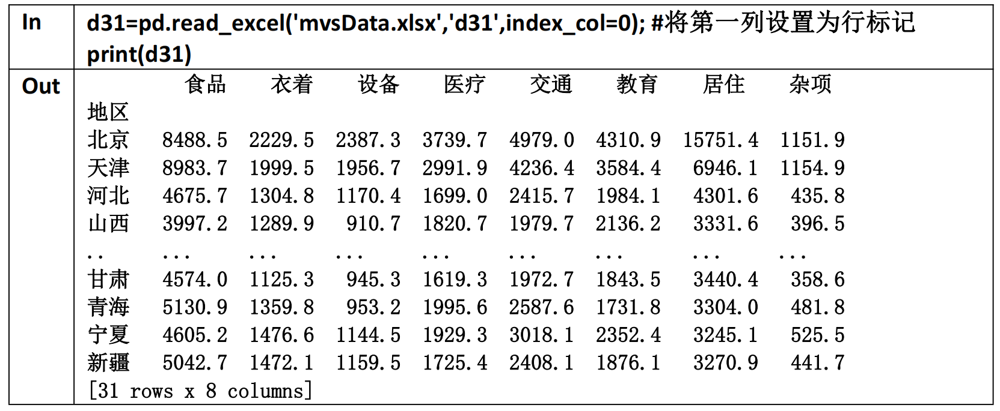 In d31=pd.read_excel('mvsData.xlsx','d31',index_col=0); #将第一列设置为行标记
print(d31)
Out 食品 衣着 设备 医疗 交通 教育 居住 杂项
地区
北京 8488.5 2229.5 2387.3 3739.7 4979.0 4310.9 15751.4 1151.9
天津 8983.7 1999.5 1956.7 2991.9 4236.4 3584.4 6946.1 1154.9
河北 4675.7 1304.8 1170.4 1699.0 2415.7 1984.1 4301.6 435.8
山西 3997.2 1289.9 910.7 1820.7 1979.7 2136.2 3331.6 396.5
.. ... ... ... ... ... ... ... ...
甘肃 4574.0 1125.3 945.3 1619.3 1972.7 1843.5 3440.4 358.6
青海 5130.9 1359.8 953.2 1995.6 2587.6 1731.8 3304.0 481.8
宁夏 4605.2 1476.6 1144.5 1929.3 3018.1 2352.4 3245.1 525.5
新疆 5042.7 1472.1 1159.5 1725.4 2408.1 1876.1 3270.9 441.7
[31 rows x 8 columns]